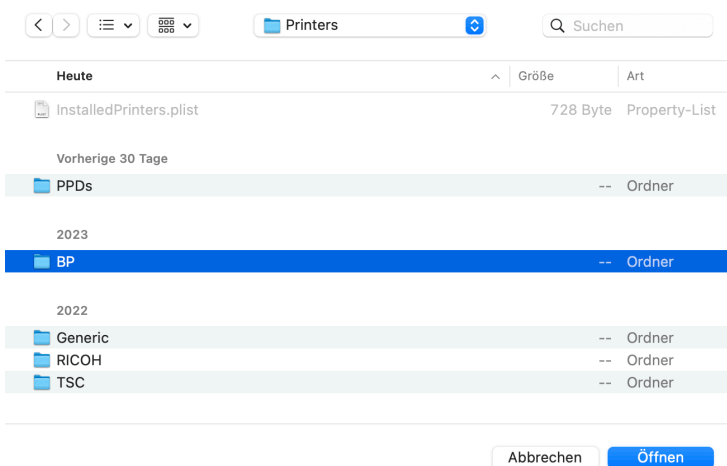 Printers
Suchen
Heute Größe Art
InstalledPrinters.plist 728 Byte Property-List
Vorherige 30 Tage
PPDs -- Ordner
2023
BP -- Ordner
2022
Generic -- Ordner
RICOH -- Ordner
TSC -- Ordner
Abbrechen Öffnen